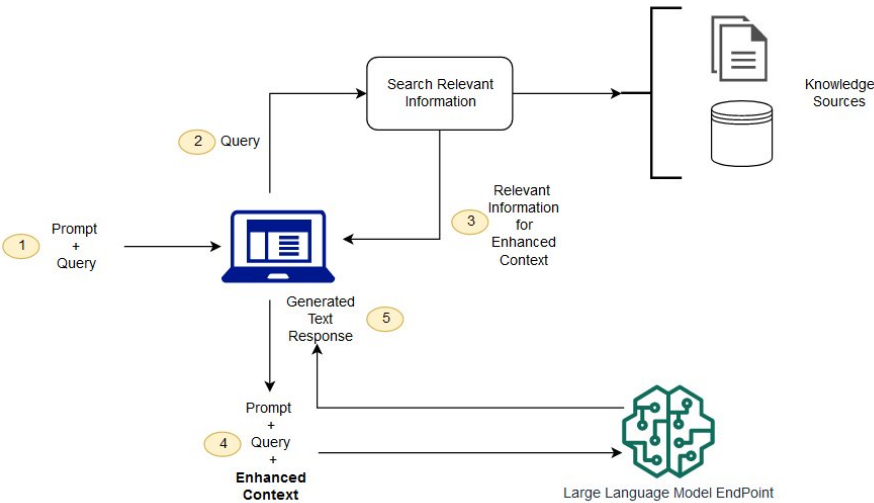 Search Relevant
Information
Knowledge
Sources
2
Query
1
Prompt
+
Query
3
Relevant
Information
for
Enhanced
Context
Generated
Text
Response
5
4
Prompt
+
Query
+
Enhanced
Context
Large Language Model EndPoint